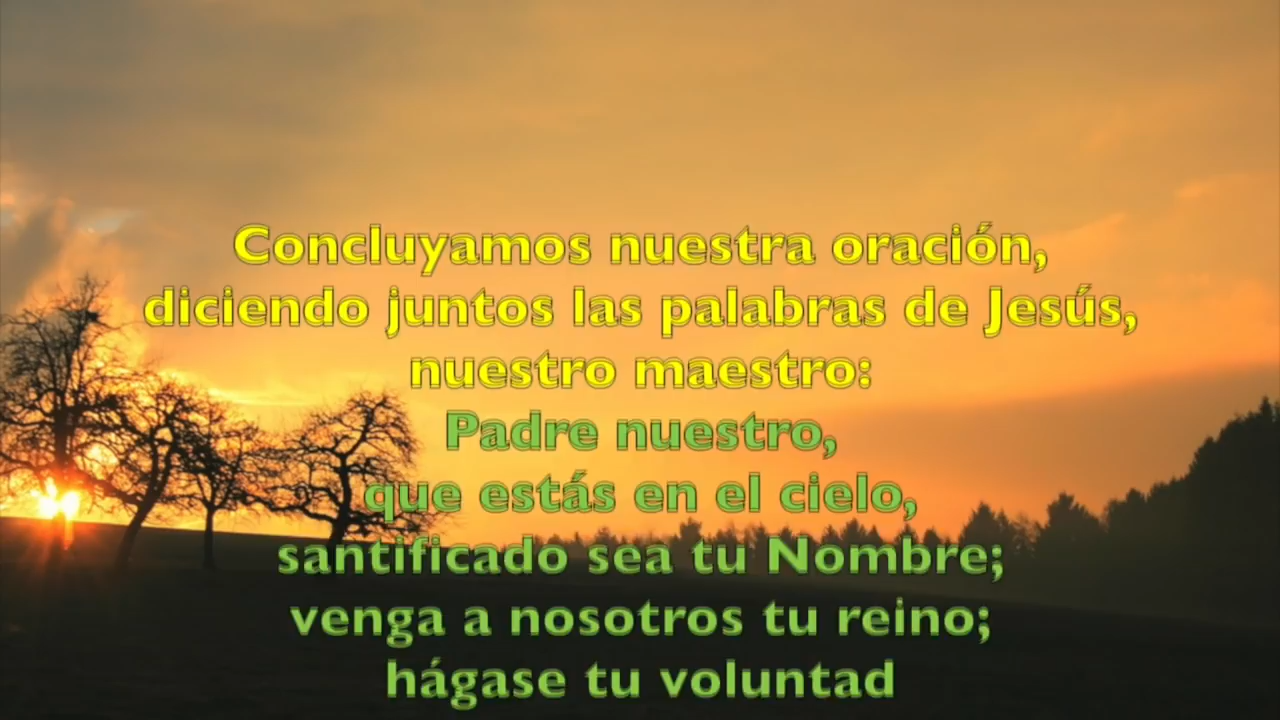 Concluyamos nuestra oración,
diciendo juntos las palabras de Jesús,
nuestro maestro:
Padre nuestro,
que estás en el cielo,
santificado sea tu Nombre;
venga a nosotros tu reino;
hágase tu voluntad